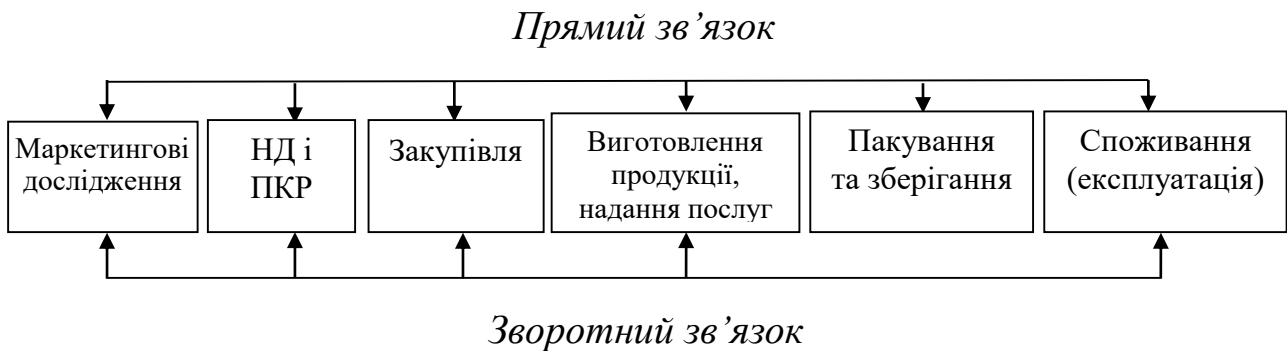 Прямий зв’язок
Маркетингові
дослідження
НД і
ПКР
Закупівля
Виготовлення
продукції,
надання послуг
Пакування
та зберігання
Споживання
(експлуатація)
Зворотний зв’язок